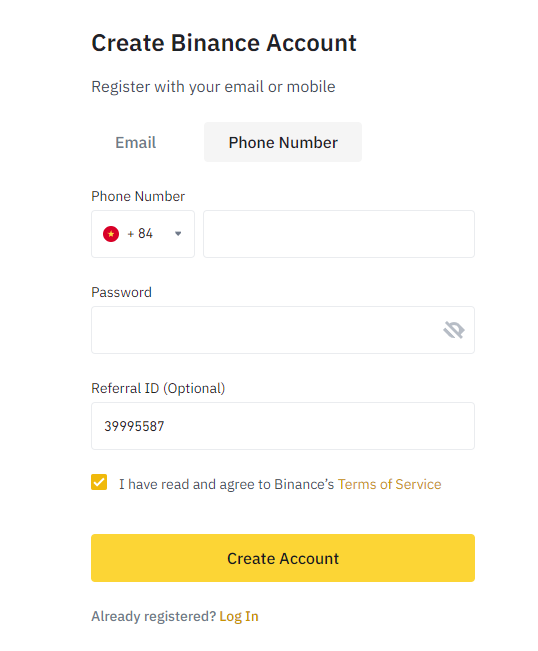 Create Binance Account
Register with your email or mobile
Email Phone Number
Phone Number
+ 84
Password
Referral ID (Optional)
39995587
I have read and agree to Binance’s Terms of Service
Create Account
Already registered? Log In